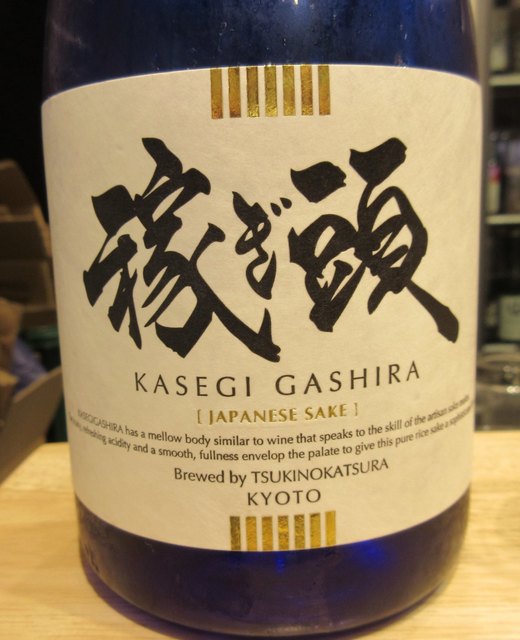 稼ぎ頭
KASEGI GASHIRA
[ JAPANESE SAKE ]
KASEGIGASHIRA has a mellow body similar to wine that speaks to the skill of the artisan sake
refreshing acidity and a smooth, fullness envelop the palate to give this pure rice sake a
Brewed by TSUKINOKATSURA
KYOTO